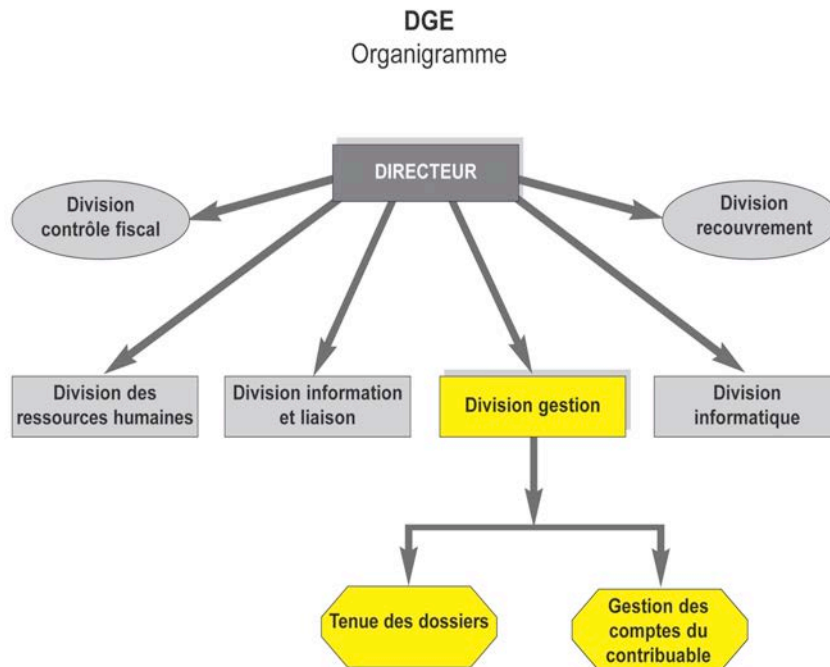 DGE
Organigramme
DIRECTEUR
Division
contrôle fiscal
Division
recouvrement
Division des
ressources humaines
Division information
et liaison
Division gestion
Division
informatique
Tenue des dossiers
Gestion des
comptes du
contribuable